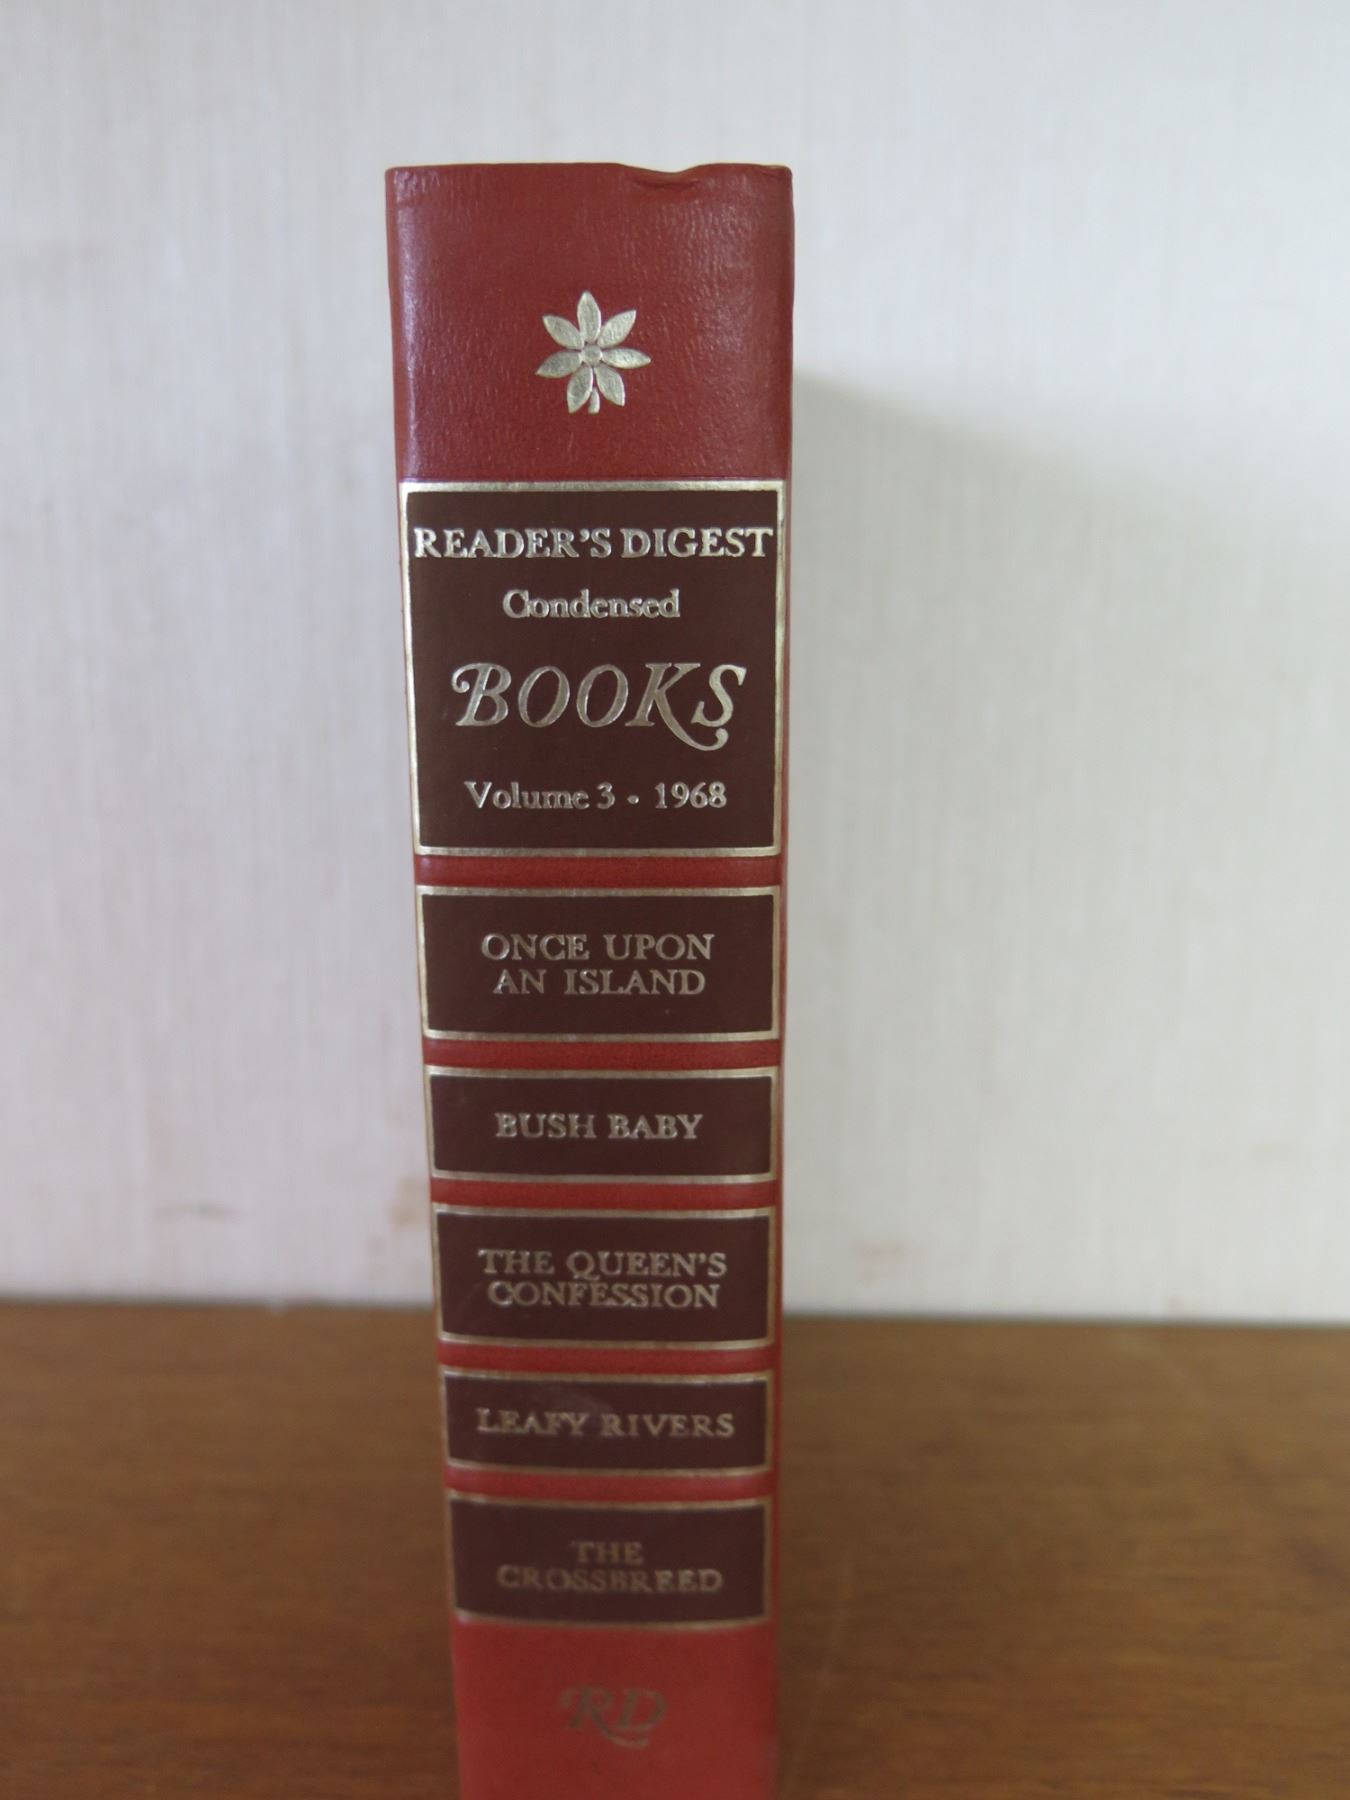 READER'S DIGEST
Condensed
BOOKS
Volume 3 • 1968
ONCE UPON
AN ISLAND
BUSH BABY
THE QUEEN'S
CONFESSION
LEAFY RIVERS
THE
CROSSBREED
RD